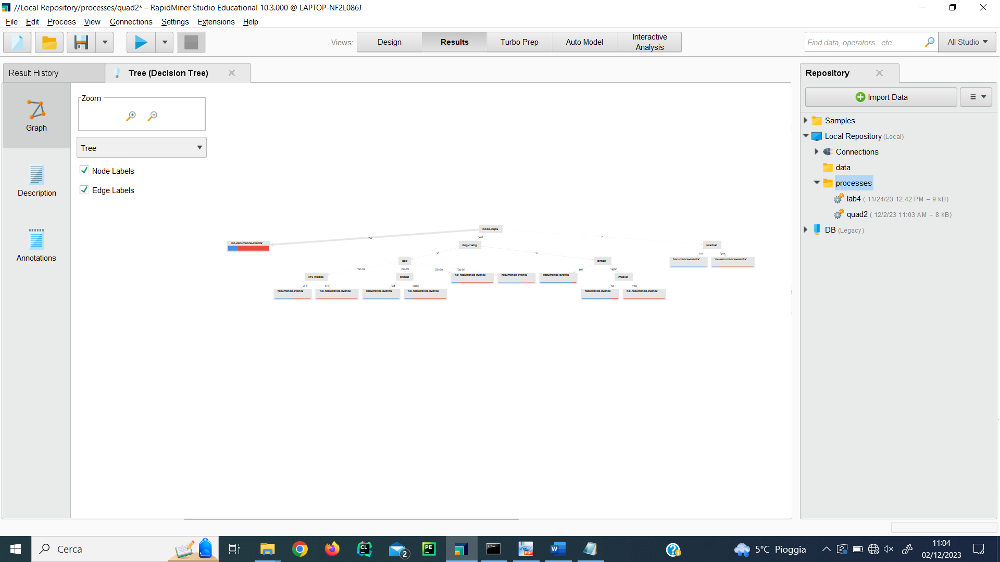 //Local Repository/processes/quad2* – RapidMiner Studio Educational 10.3.000 @ LAPTOP-NF2L086J
File Edit Process View Connections Settings Extensions Help
Views: Design Results Turbo Prep Auto Model Interactive Analysis
Find data, operators...etc
All Studio
Result History
Tree (Decision Tree)
Graph
Description
Annotations
Zoom
Tree
Node Labels
Edge Labels
node-caps
'no' 'yes' ?
'no-recurrence-events' deg-malig irradiat
'2' '3' 'no' 'yes'
age breast 'recurrence-events' 'no-recurrence-events'
'30-39' '40-49' '50-59' '60-69' 'left' 'right'
inv-nodes breast 'no-recurrence-events' 'recurrence-events' 'recurrence-events' irradiat
'3-5' '6-8' 'left' 'right' 'no' 'yes'
'recurrence-events' 'no-recurrence-events' 'recurrence-events' 'no-recurrence-events' 'recurrence-events' 'no-recurrence-events'
Repository
Import Data
Samples
Local Repository (Local)
Connections
data
processes
lab4 ( 11/24/23 12:42 PM – 9 kB)
quad2 ( 12/2/23 11:03 AM – 8 kB)
DB (Legacy)
Cerca
CL
2
PE
PDF
W
5°C Pioggia
11:04
02/12/2023